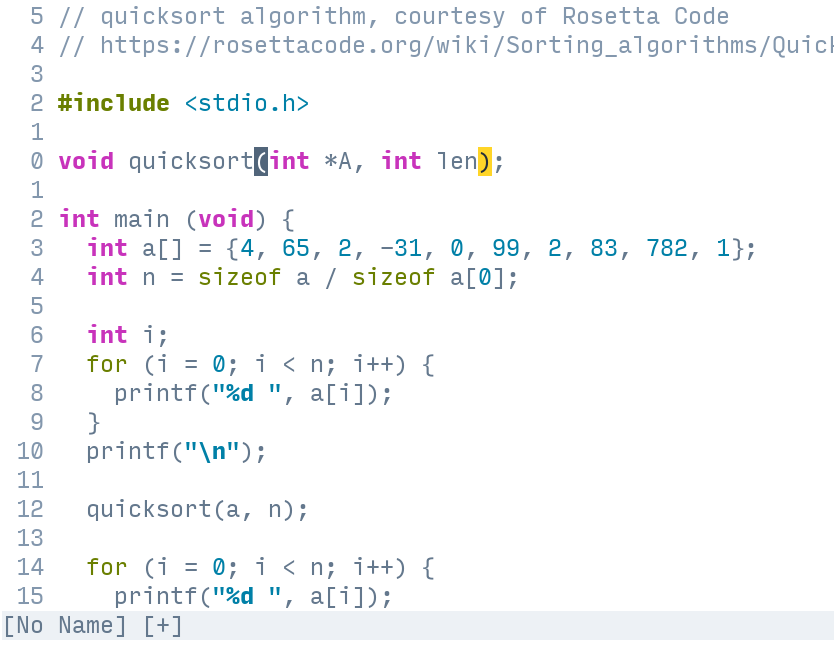 5 // quicksort algorithm, courtesy of Rosetta Code
4 // https://rosettacode.org/wiki/Sorting_algorithms/Quick
3
2 #include <stdio.h>
1
0 void quicksort(int *A, int len);
1
2 int main (void) {
3   int a[] = {4, 65, 2, -31, 0, 99, 2, 83, 782, 1};
4   int n = sizeof a / sizeof a[0];
5
6   int i;
7   for (i = 0; i < n; i++) {
8     printf("%d ", a[i]);
9   }
10   printf("\n");
11
12   quicksort(a, n);
13
14   for (i = 0; i < n; i++) {
15     printf("%d ", a[i]);
[No Name] [+]